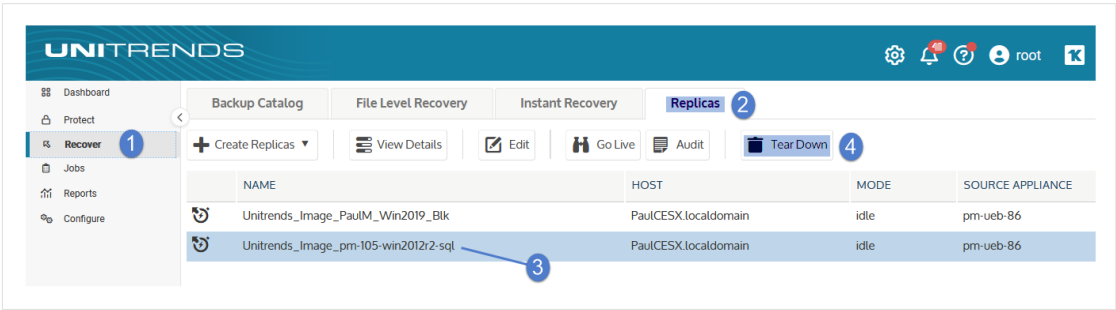 UNITRENDS
root
Dashboard
Protect
Recover 1
Jobs
Reports
Configure
Backup Catalog File Level Recovery Instant Recovery Replicas 2
Create Replicas View Details Edit Go Live Audit Tear Down 4
NAME HOST MODE SOURCE APPLIANCE
Unitrends_Image_PaulM_Win2019_Blk PaulCESX.localdomain idle pm-ueb-86
Unitrends_Image_pm-105-win2012r2-sql PaulCESX.localdomain idle pm-ueb-86
3